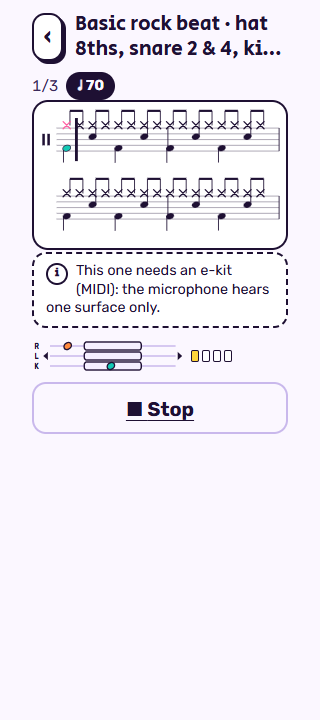 Basic rock beat · hat
8ths, snare 2 & 4, ki...
1/3
♩70
This one needs an e-kit
(MIDI): the microphone hears
one surface only.
R
L
K
Stop